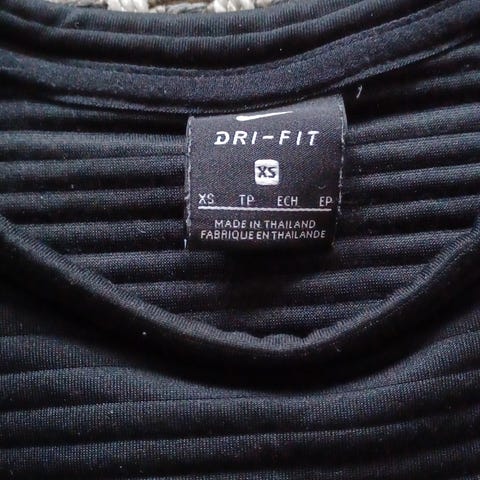 DRI-FIT
XS
XS TP ECH EP
MADE IN THAILAND
FABRIQUE EN THAILANDE